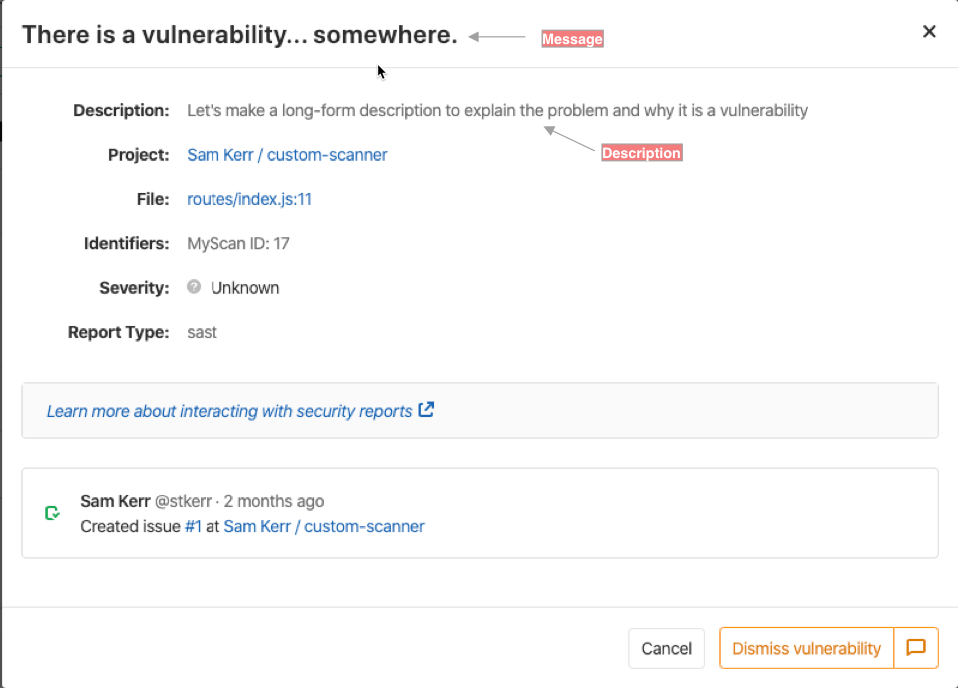 There is a vulnerability... somewhere.
Message
Description: Let's make a long-form description to explain the problem and why it is a vulnerability
Description
Project: Sam Kerr / custom-scanner
File: routes/index.js:11
Identifiers: MyScan ID: 17
Severity: Unknown
Report Type: sast
Learn more about interacting with security reports
Sam Kerr @stkerr · 2 months ago
Created issue #1 at Sam Kerr / custom-scanner
Cancel
Dismiss vulnerability